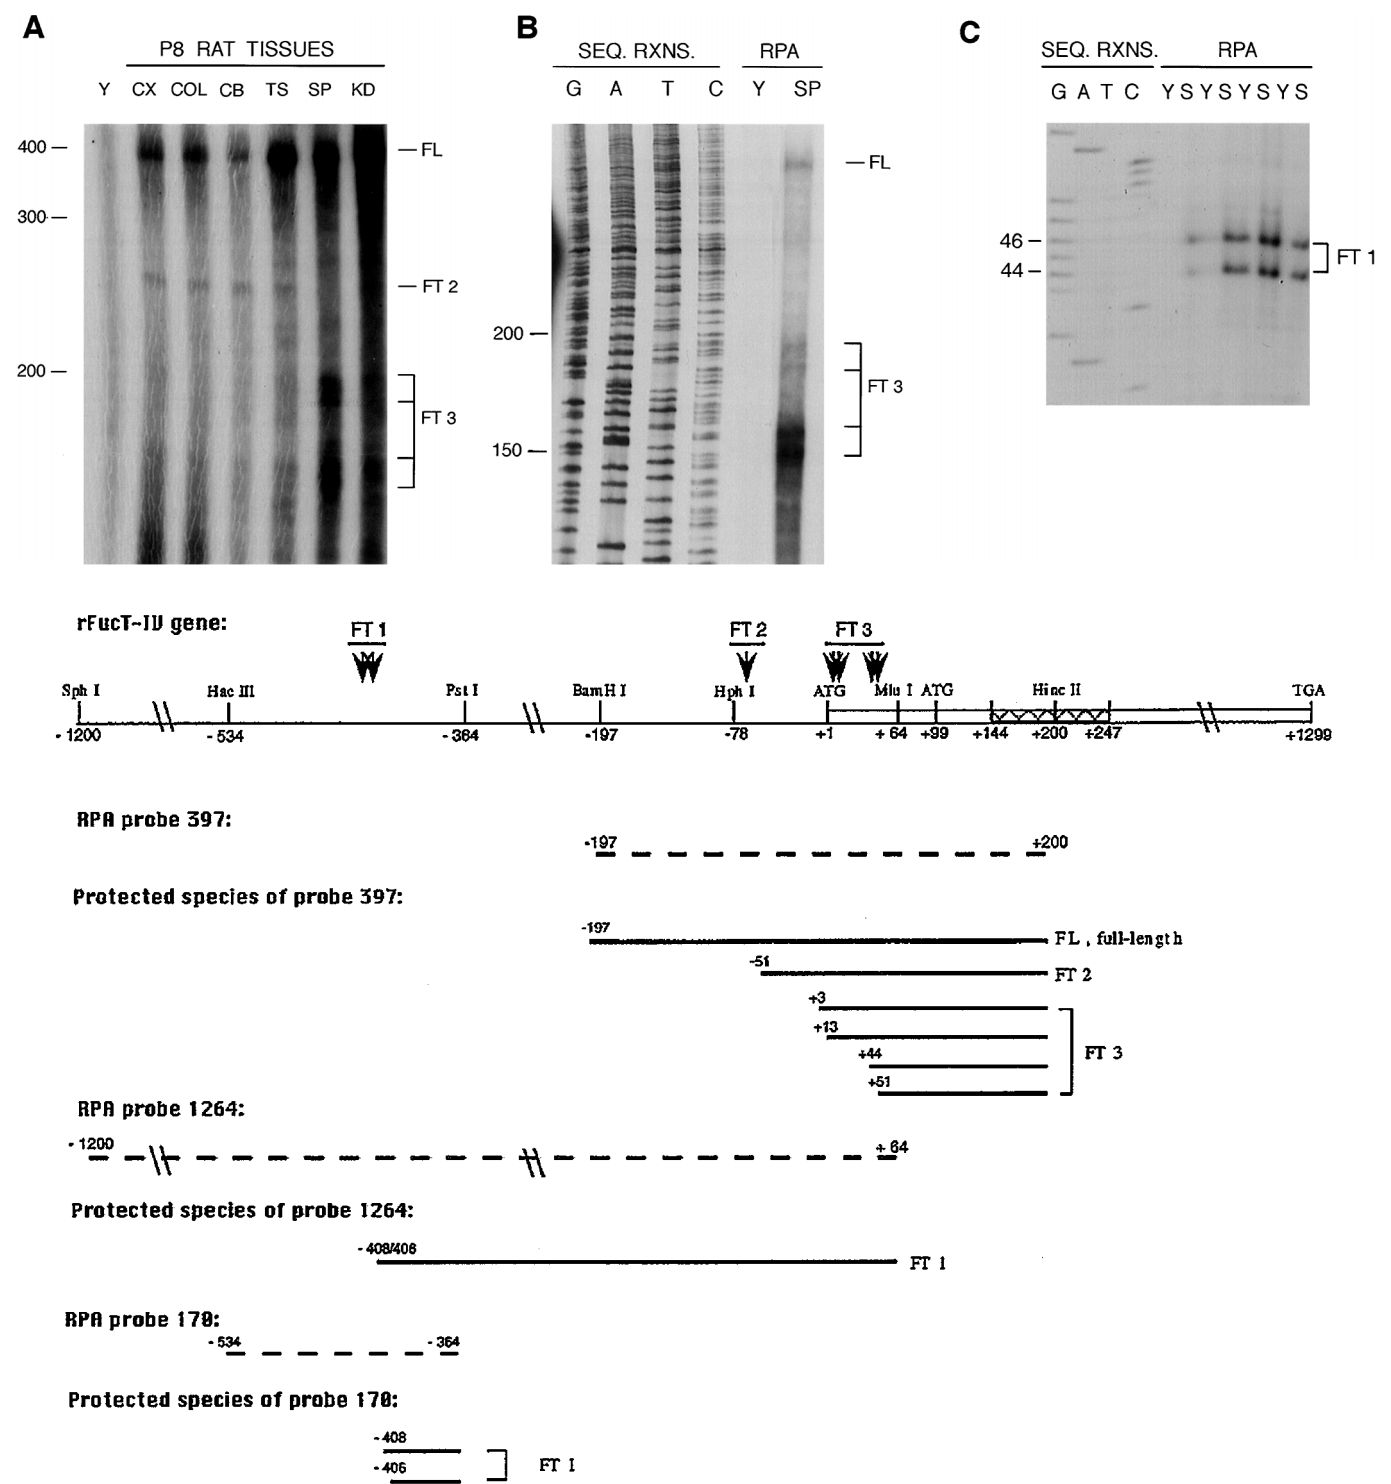 A
P8 RAT TISSUES
Y CX COL CB TS SP KD
400
300
200
FL
FT 2
FT 3
B
SEQ. RXNS. RPA
G A T C Y SP
200
150
FL
FT 3
C
SEQ. RXNS. RPA
G A T C Y S Y S Y S Y S
46
44
FT 1
rFucT-IV gene:
FT 1 FT 2 FT 3
Sph I Hae III Pst I BamH I Hph I ATG Mlu I ATG Hinc II TGA
-1200 -534 -364 -197 -78 +1 +64 +99 +144 +200 +247 +1299
RPA probe 397:
-197 +200
Protected species of probe 397:
-197 FL, full-length
-51 FT 2
+3
+13
+44
+51
FT 3
RPA probe 1264:
-1200 +64
Protected species of probe 1264:
-408/406 FT 1
RPA probe 170:
-534 -364
Protected species of probe 170:
-408
-406
FT 1